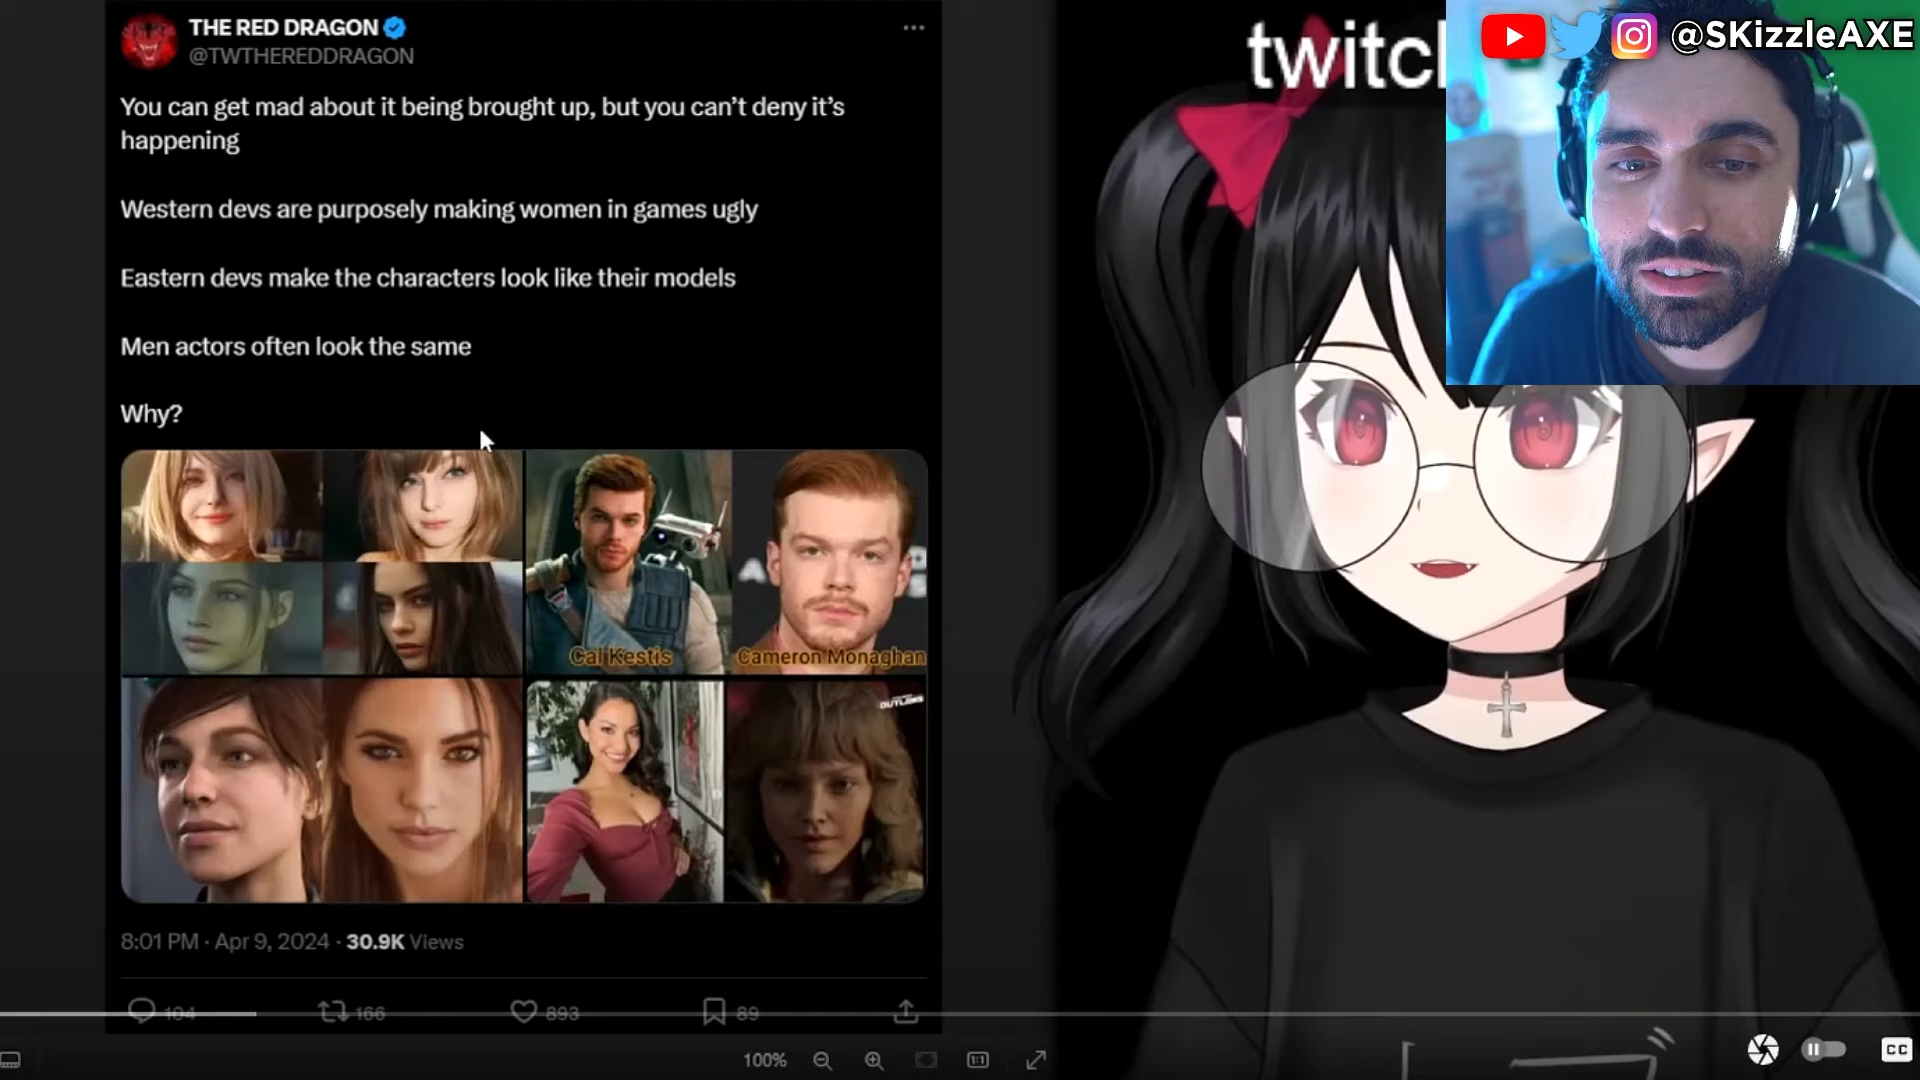 THE RED DRAGON
@TWTHEREDDRAGON
You can get mad about it being brought up, but you can't deny it's
happening
Western devs are purposely making women in games ugly
Eastern devs make the characters look like their models
Men actors often look the same
Why?
Cal Kestis
Cameron Monaghan
OUTLAWS
8:01 PM · Apr 9, 2024 · 30.9K Views
104 166 893 89
100%
1:1
CC
twitch
@SKizzleAXE